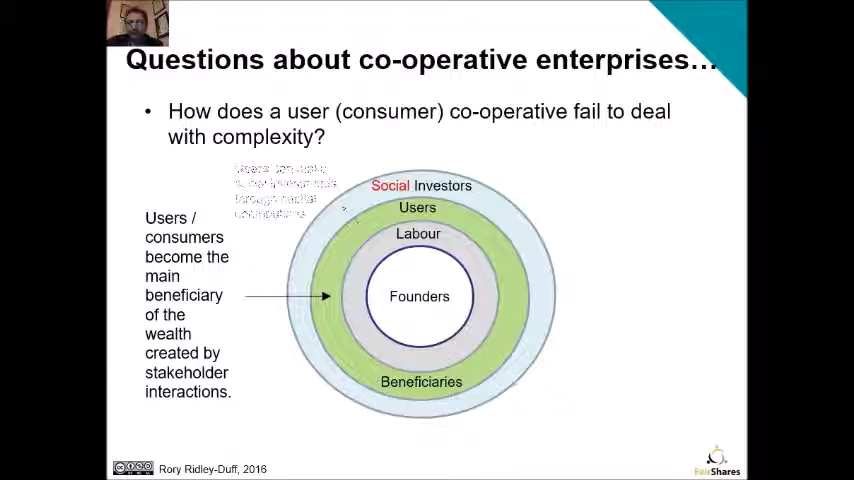 Questions about co-operative enterprises…
• How does a user (consumer) co-operative fail to deal
with complexity?
through capital
Social Investors
Users
Labour
Founders
Beneficiaries
Users /
consumers
become the
main
beneficiary
of the
wealth
created by
stakeholder
interactions.
Rory Ridley-Duff, 2016
FairShares